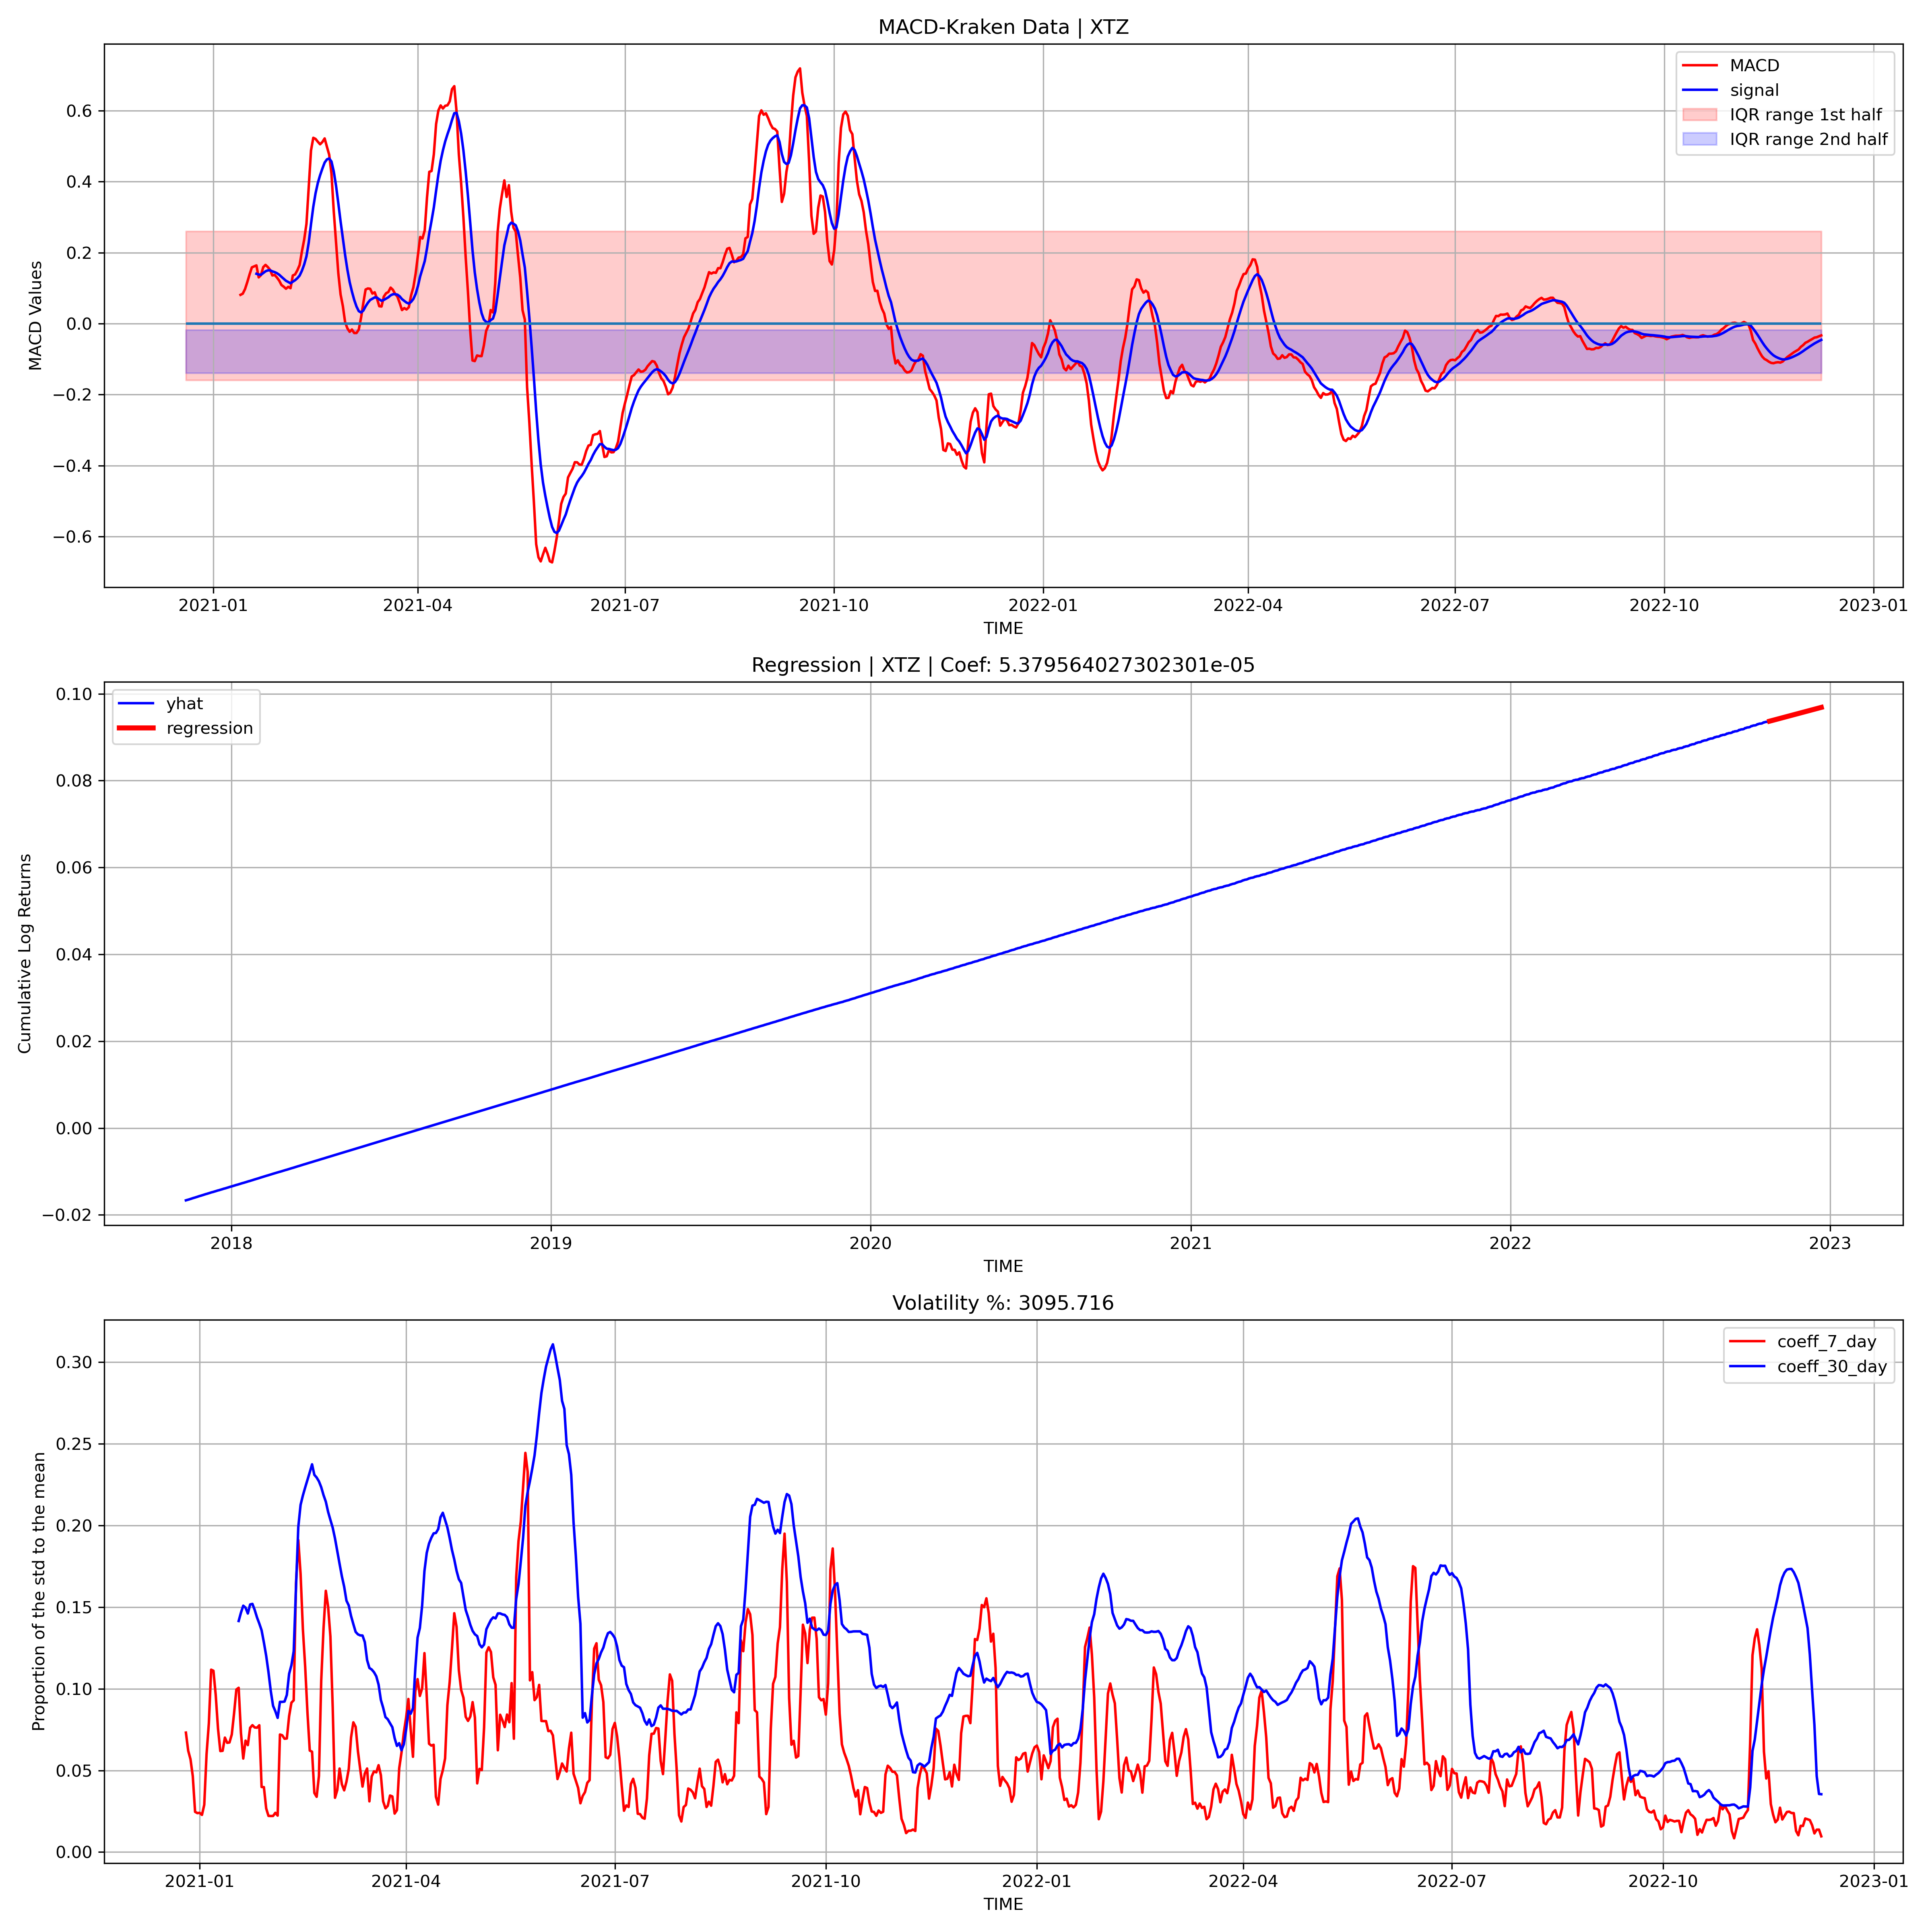 MACD-Kraken Data | XTZ
MACD Values
0.6
0.4
0.2
0.0
−0.2
−0.4
−0.6
MACD
signal
IQR range 1st half
IQR range 2nd half
2021-01 2021-04 2021-07 2021-10 2022-01 2022-04 2022-07 2022-10 2023-01
TIME
Regression | XTZ | Coef: 5.379564027302301e-05
Cumulative Log Returns
0.10
0.08
0.06
0.04
0.02
0.00
−0.02
yhat
regression
2018 2019 2020 2021 2022 2023
TIME
Volatility %: 3095.716
Proportion of the std to the mean
0.30
0.25
0.20
0.15
0.10
0.05
0.00
coeff_7_day
coeff_30_day
2021-01 2021-04 2021-07 2021-10 2022-01 2022-04 2022-07 2022-10 2023-01
TIME